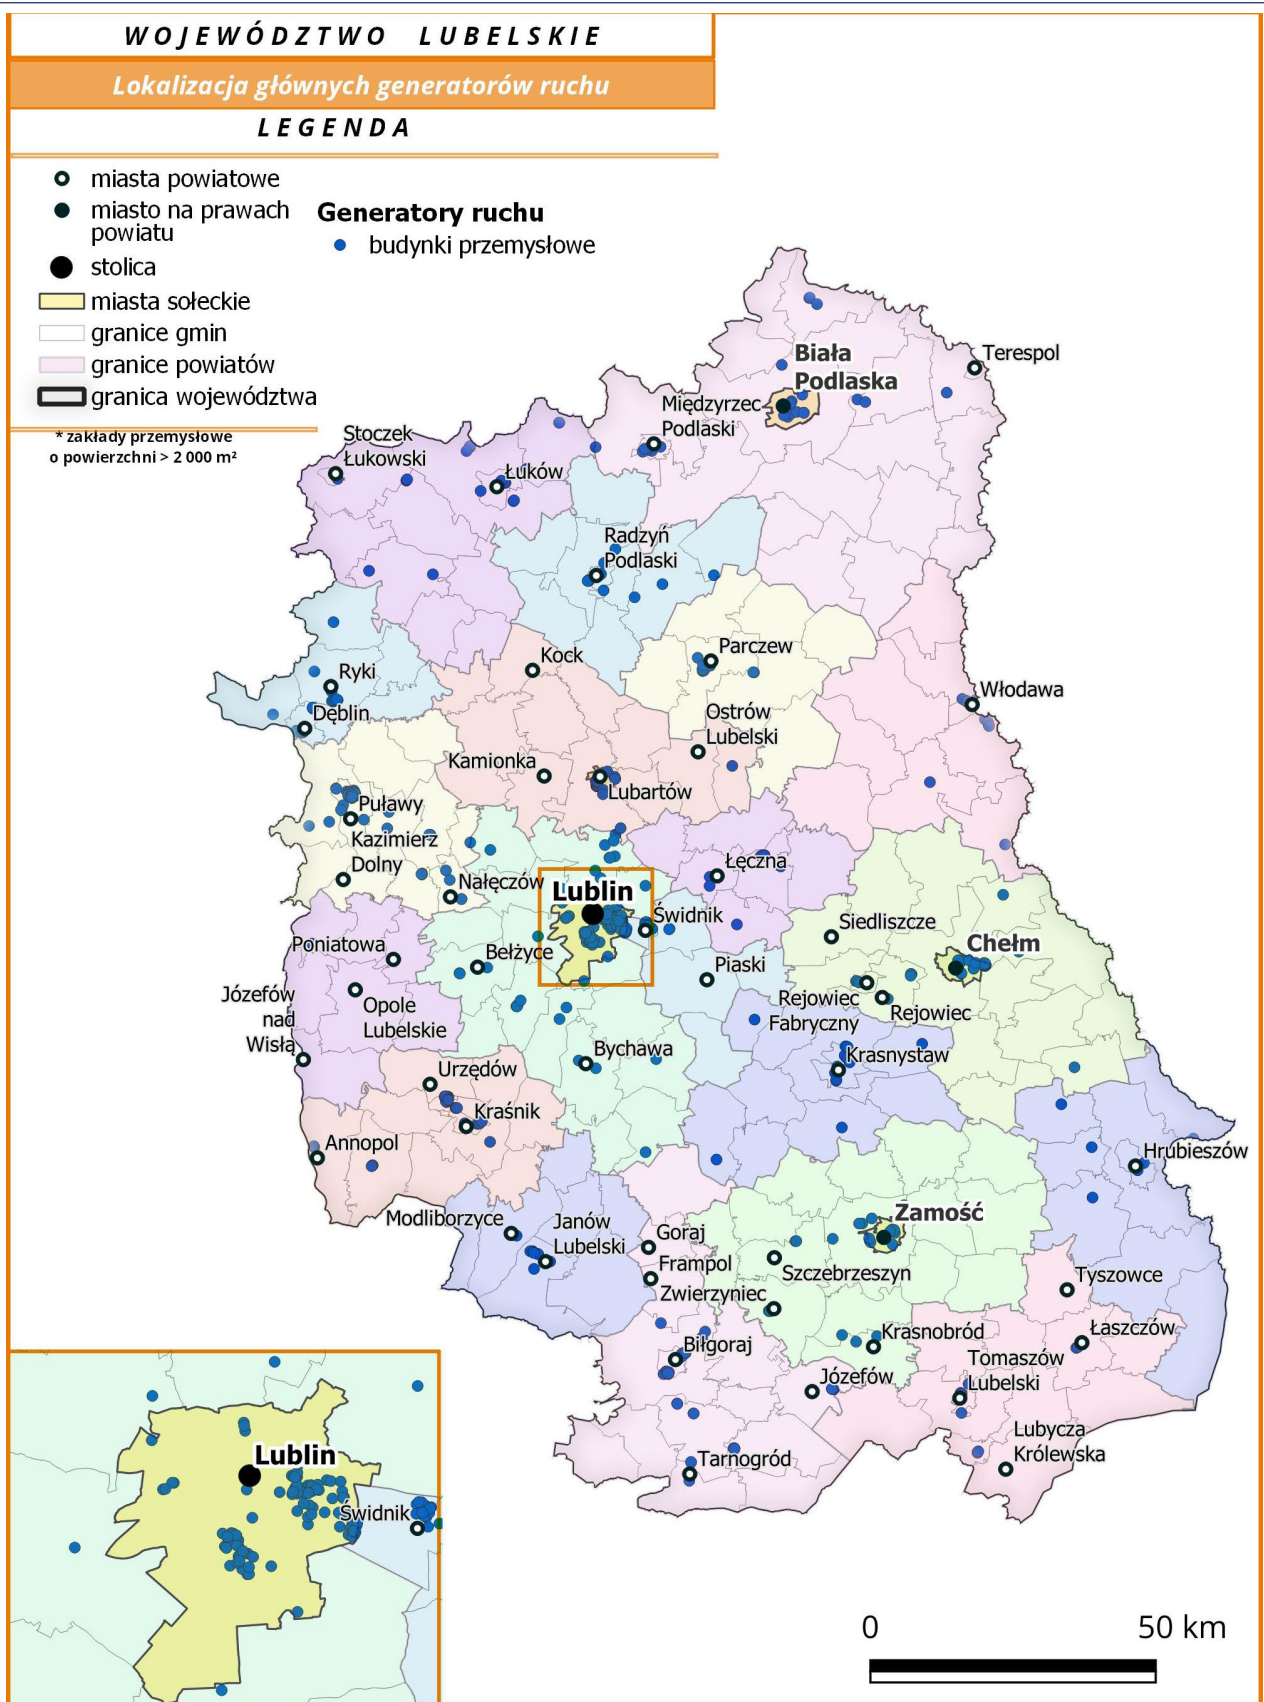 WOJEWÓDZTWO LUBELSKIE
Lokalizacja głównych generatorów ruchu
LEGENDA
miasta powiatowe
miasto na prawach
powiatu
stolica
miasta sołeckie
granice gmin
granice powiatów
granica województwa
* zakłady przemysłowe
o powierzchni > 2 000 m²
Generatory ruchu
budynki przemysłowe
Terespol
Biała
Podlaska
Międzyrzec
Podlaski
Stoczek
Łukowski
Łuków
Radzyń
Podlaski
Kock
Parczew
Ryki
Dęblin
Włodawa
Ostrów
Lubelski
Kamionka
Lubartów
Puławy
Kazimierz
Dolny
Nałęczów
Łęczna
Lublin
Świdnik
Siedliszcze
Chełm
Poniatowa
Bełżyce
Piaski
Józefów
nad
Wisłą
Opole
Lubelskie
Rejowiec
Fabryczny
Rejowiec
Bychawa
Krasnystaw
Urzędów
Kraśnik
Annopol
Hrubieszów
Modliborzyce
Janów
Lubelski
Zamość
Goraj
Frampol
Szczebrzeszyn
Zwierzyniec
Tyszowce
Krasnobród
Łaszczów
Biłgoraj
Józefów
Tomaszów
Lubelski
Lubycza
Królewska
Tarnogród
Lublin
Świdnik
0 50 km